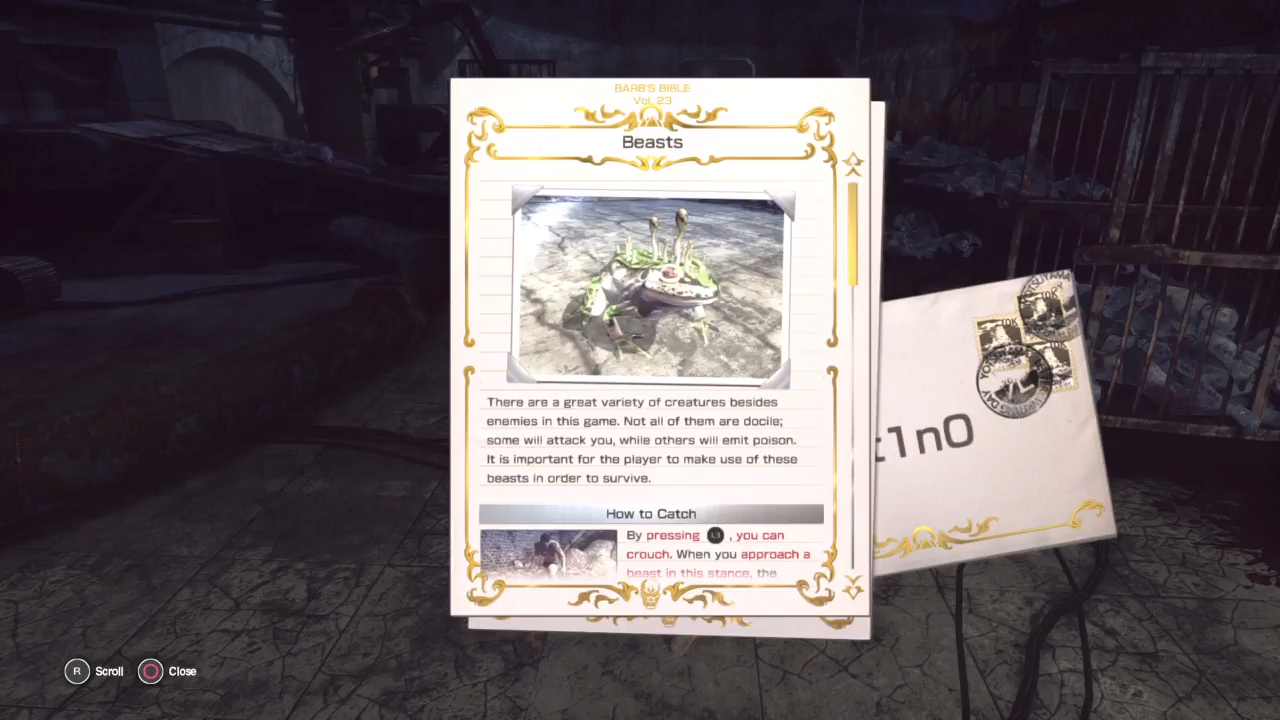 BARB'S BIBLE
Vol. 23
Beasts
There are a great variety of creatures besides
enemies in this game. Not all of them are docile;
some will attack you, while others will emit poison.
It is important for the player to make use of these
beasts in order to survive.
How to Catch
By pressing L3 , you can
crouch. When you approach a
beast in this stance, the
t1nO
10K
10K
R Scroll Close